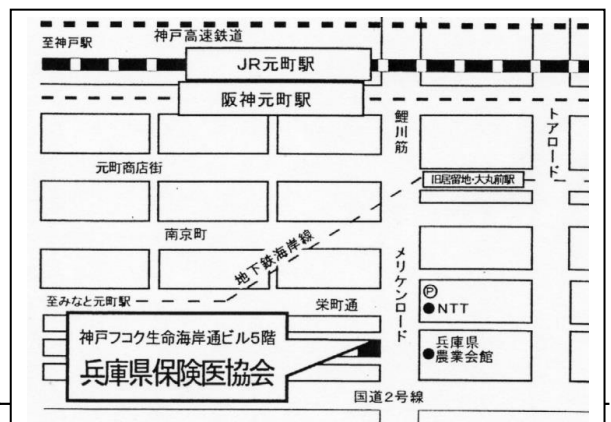 神戸高速鉄道
至神戸駅
JR元町駅
阪神元町駅
鯉川筋
トアロード
元町商店街
旧居留地・大丸前駅
南京町
地下鉄海岸線
メリケンロード
至みなと元町駅
栄町通
P
NTT
神戸フコク生命海岸通ビル5階
兵庫県保険医協会
兵庫県
農業会館
国道2号線